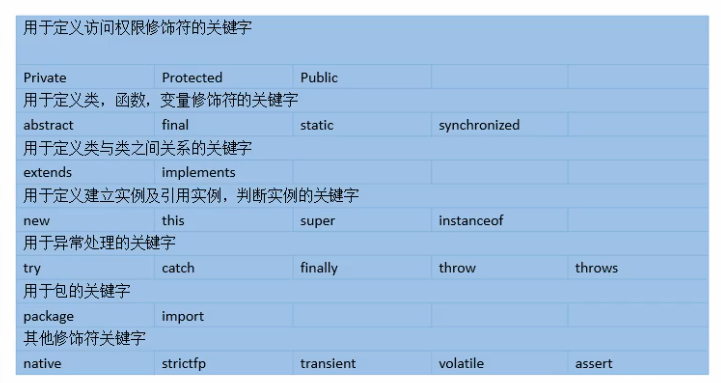 用于定义访问权限修饰符的关键字
Private Protected Public
用于定义类，函数，变量修饰符的关键字
abstract final static synchronized
用于定义类与类之间关系的关键字
extends implements
用于定义建立实例及引用实例，判断实例的关键字
new this super instanceof
用于异常处理的关键字
try catch finally throw throws
用于包的关键字
package import
其他修饰符关键字
native strictfp transient volatile assert